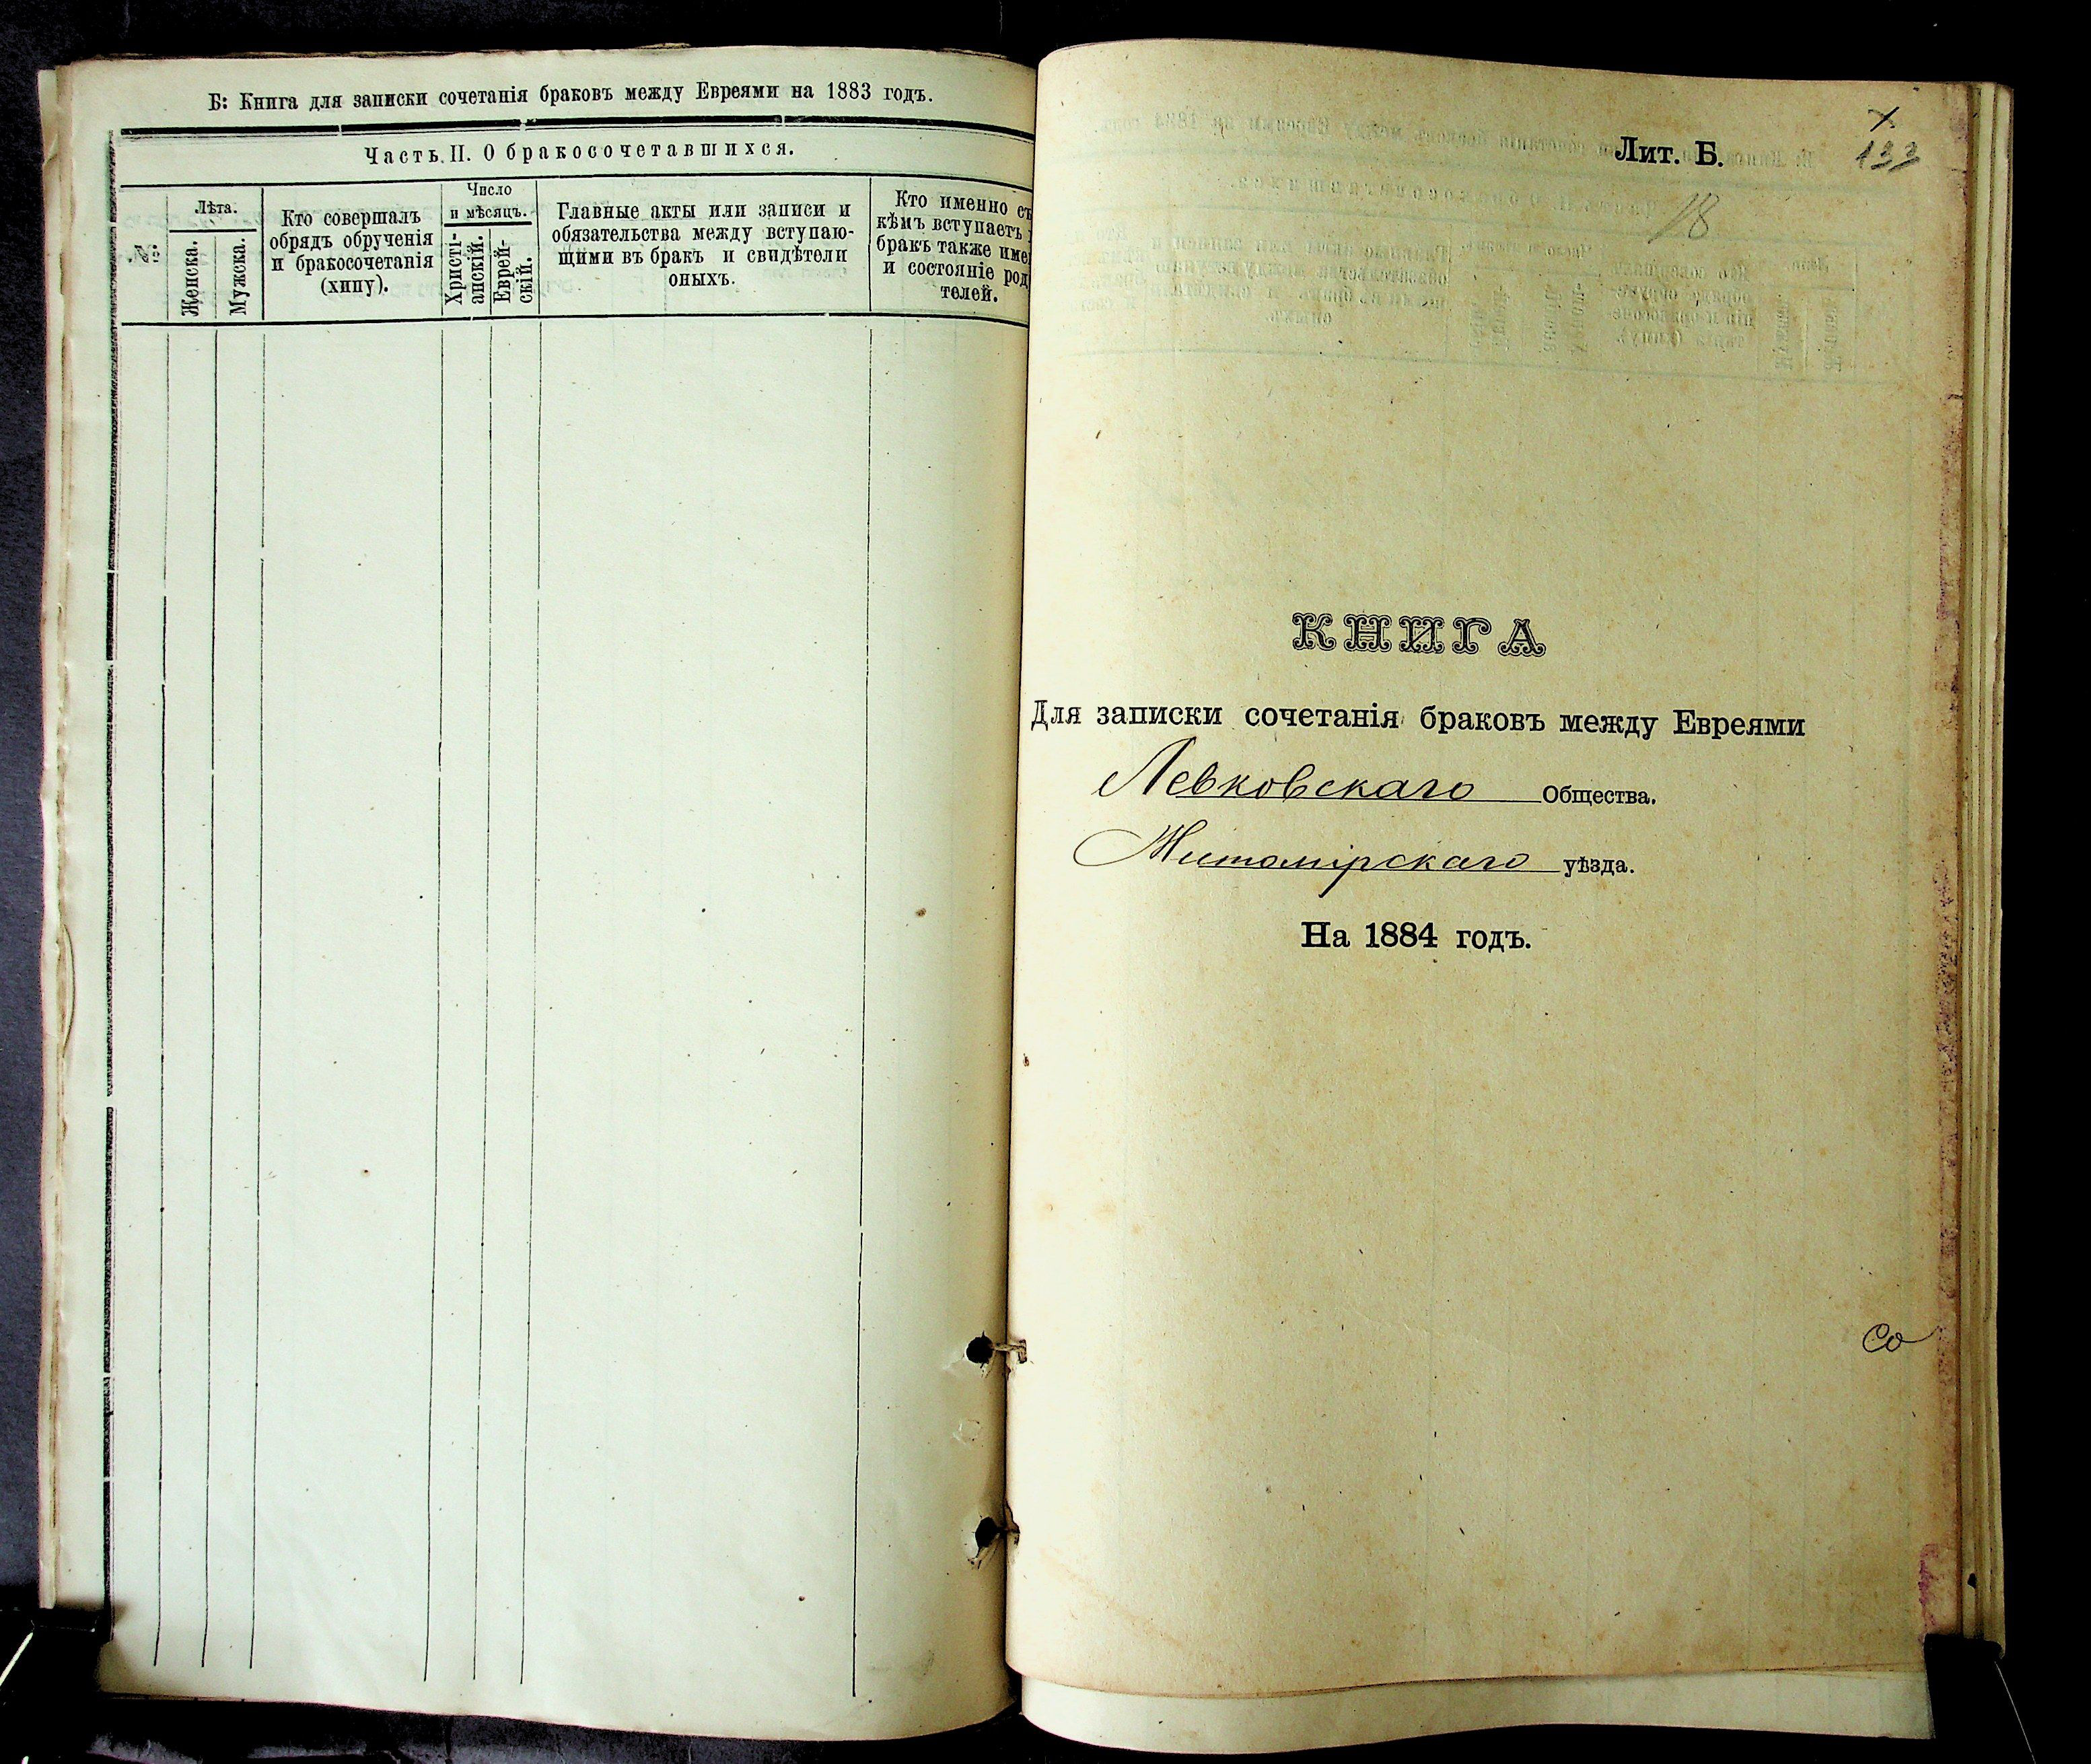 Б: Книга для записки сочетанія браковъ между Евреями на 1883 годъ.
Часть II. О бракосочетавшихся.
№
Лѣта.
Женска.
Мужска.
Кто совершалъ
обрядъ обрученія
и бракосочетанія
(хипу).
Число
и мѣсяцъ.
Христі-
анскій.
Еврей-
скій.
Главные акты или записи и
обязательства между вступаю-
щими въ бракъ и свидѣтели
оныхъ.
Кто именно съ
кѣмъ вступаетъ
бракъ также име
и состояніе род
телей.
Лит. Б.
133
18
КНИГА
Для записки сочетанія браковъ между Евреями
Левковскаго Общества.
Житомірскаго уѣзда.
На 1884 годъ.
Со